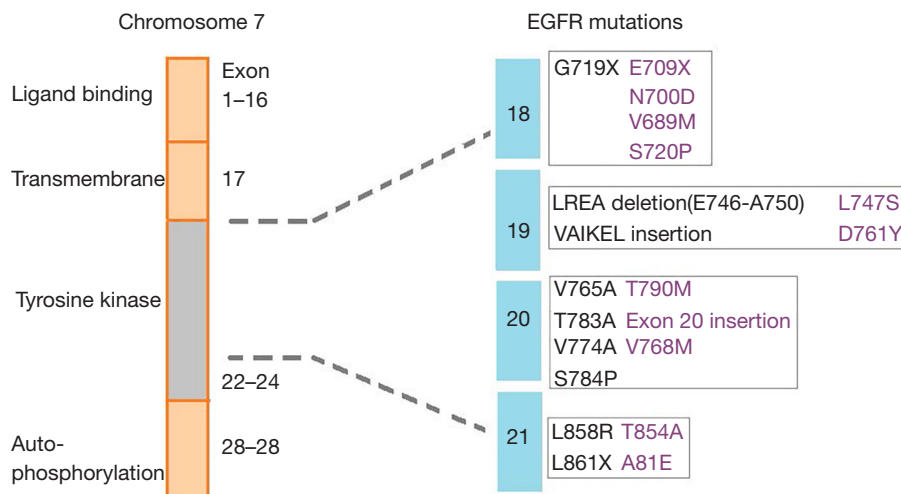 Chromosome 7
EGFR mutations
Ligand binding
Exon
1–16
Transmembrane
17
Tyrosine kinase
22–24
Auto-
phosphorylation
28–28
18
G719X E709X
N700D
V689M
S720P
19
LREA deletion(E746-A750) L747S
VAIKEL insertion D761Y
20
V765A T790M
T783A Exon 20 insertion
V774A V768M
S784P
21
L858R T854A
L861X A81E